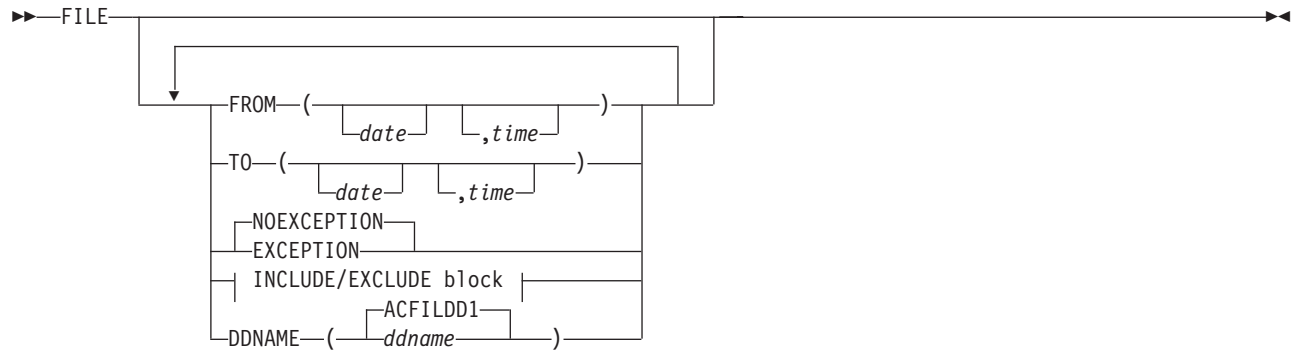 FILE
FROM ( date ,time )
TO ( date ,time )
NOEXCEPTION
EXCEPTION
INCLUDE/EXCLUDE block
ACFILDD1
DDNAME ( ddname )